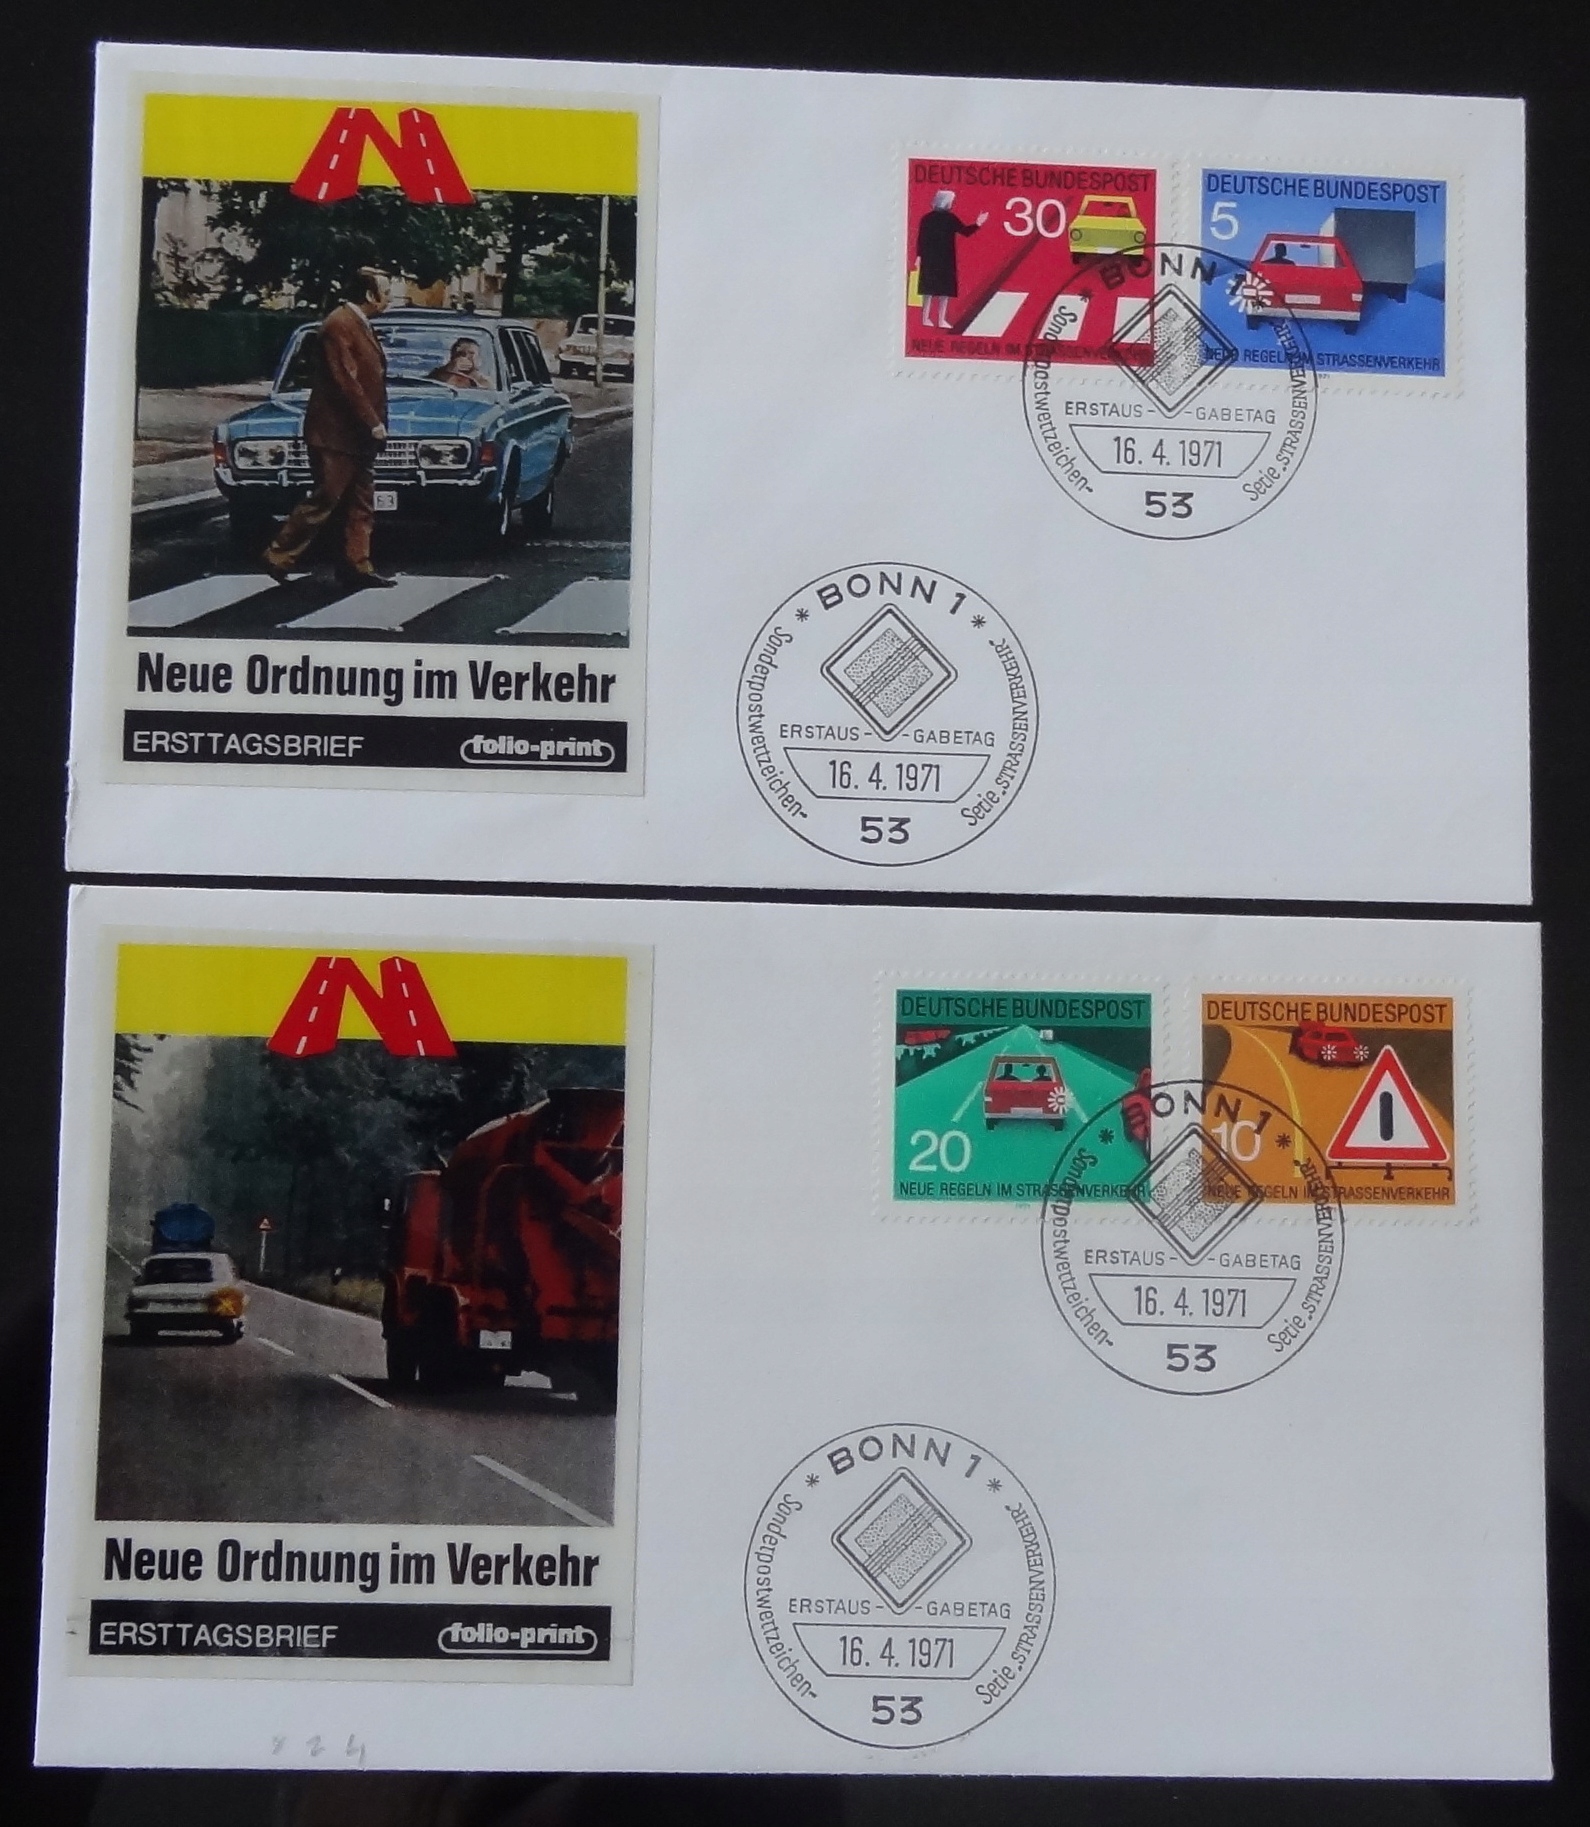 DEUTSCHE BUNDESPOST
30
NEUE REGELN IM STRASSENVERKEHR
DEUTSCHE BUNDESPOST
5
NEUE REGELN IM STRASSENVERKEHR
* BONN 1 *
ERSTAUS- -GABETAG
16. 4. 1971
Sonderpostwertzeichen-
Serie „STRASSENVERKEHR“
53
63
Neue Ordnung im Verkehr
ERSTTAGSBRIEF folio-print
* BONN 1 *
ERSTAUS- -GABETAG
16. 4. 1971
Sonderpostwertzeichen-
Serie „STRASSENVERKEHR“
53
DEUTSCHE BUNDESPOST
20
NEUE REGELN IM STRASSENVERKEHR
DEUTSCHE BUNDESPOST
10
NEUE REGELN IM STRASSENVERKEHR
* BONN 1 *
ERSTAUS- -GABETAG
16. 4. 1971
Sonderpostwertzeichen-
Serie „STRASSENVERKEHR“
53
Neue Ordnung im Verkehr
ERSTTAGSBRIEF folio-print
* BONN 1 *
ERSTAUS- -GABETAG
16. 4. 1971
Sonderpostwertzeichen-
Serie „STRASSENVERKEHR“
53